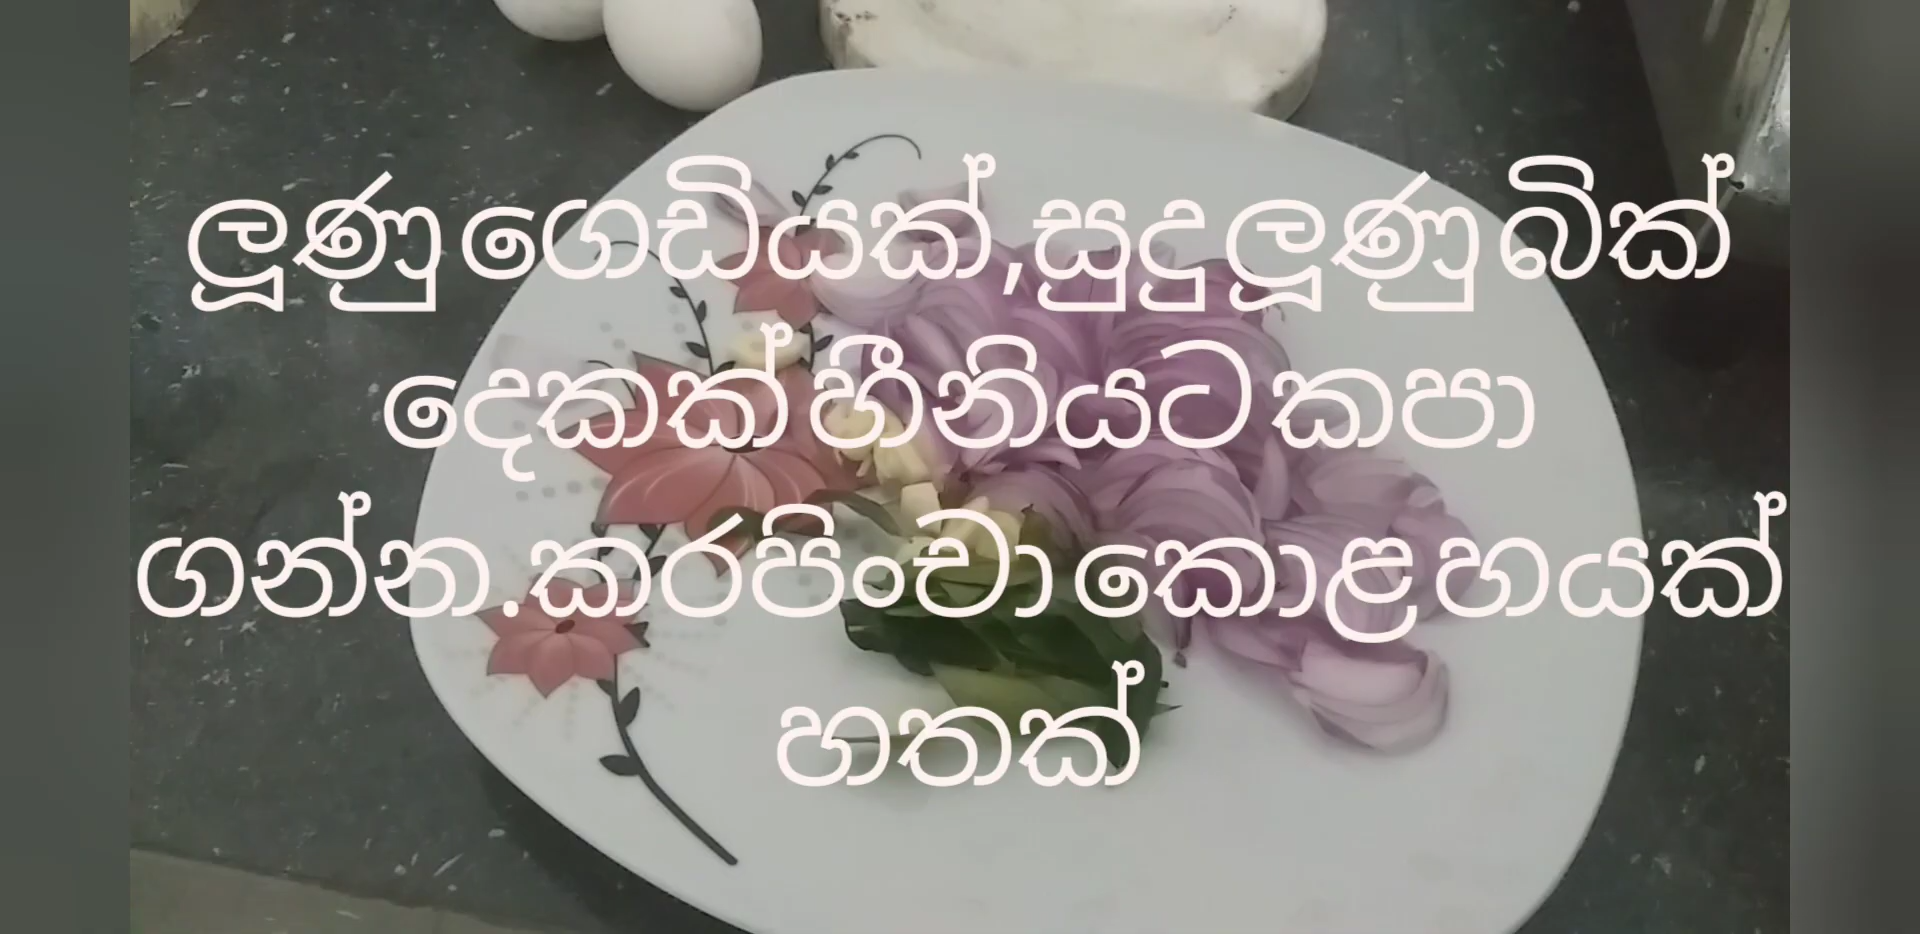 ලූණු ගෙඩියක්,සුදු ලූණු බික්
දෙකක් හීනියට කපා
ගන්න.කරපිංචා කොළ හයක්
හතක්